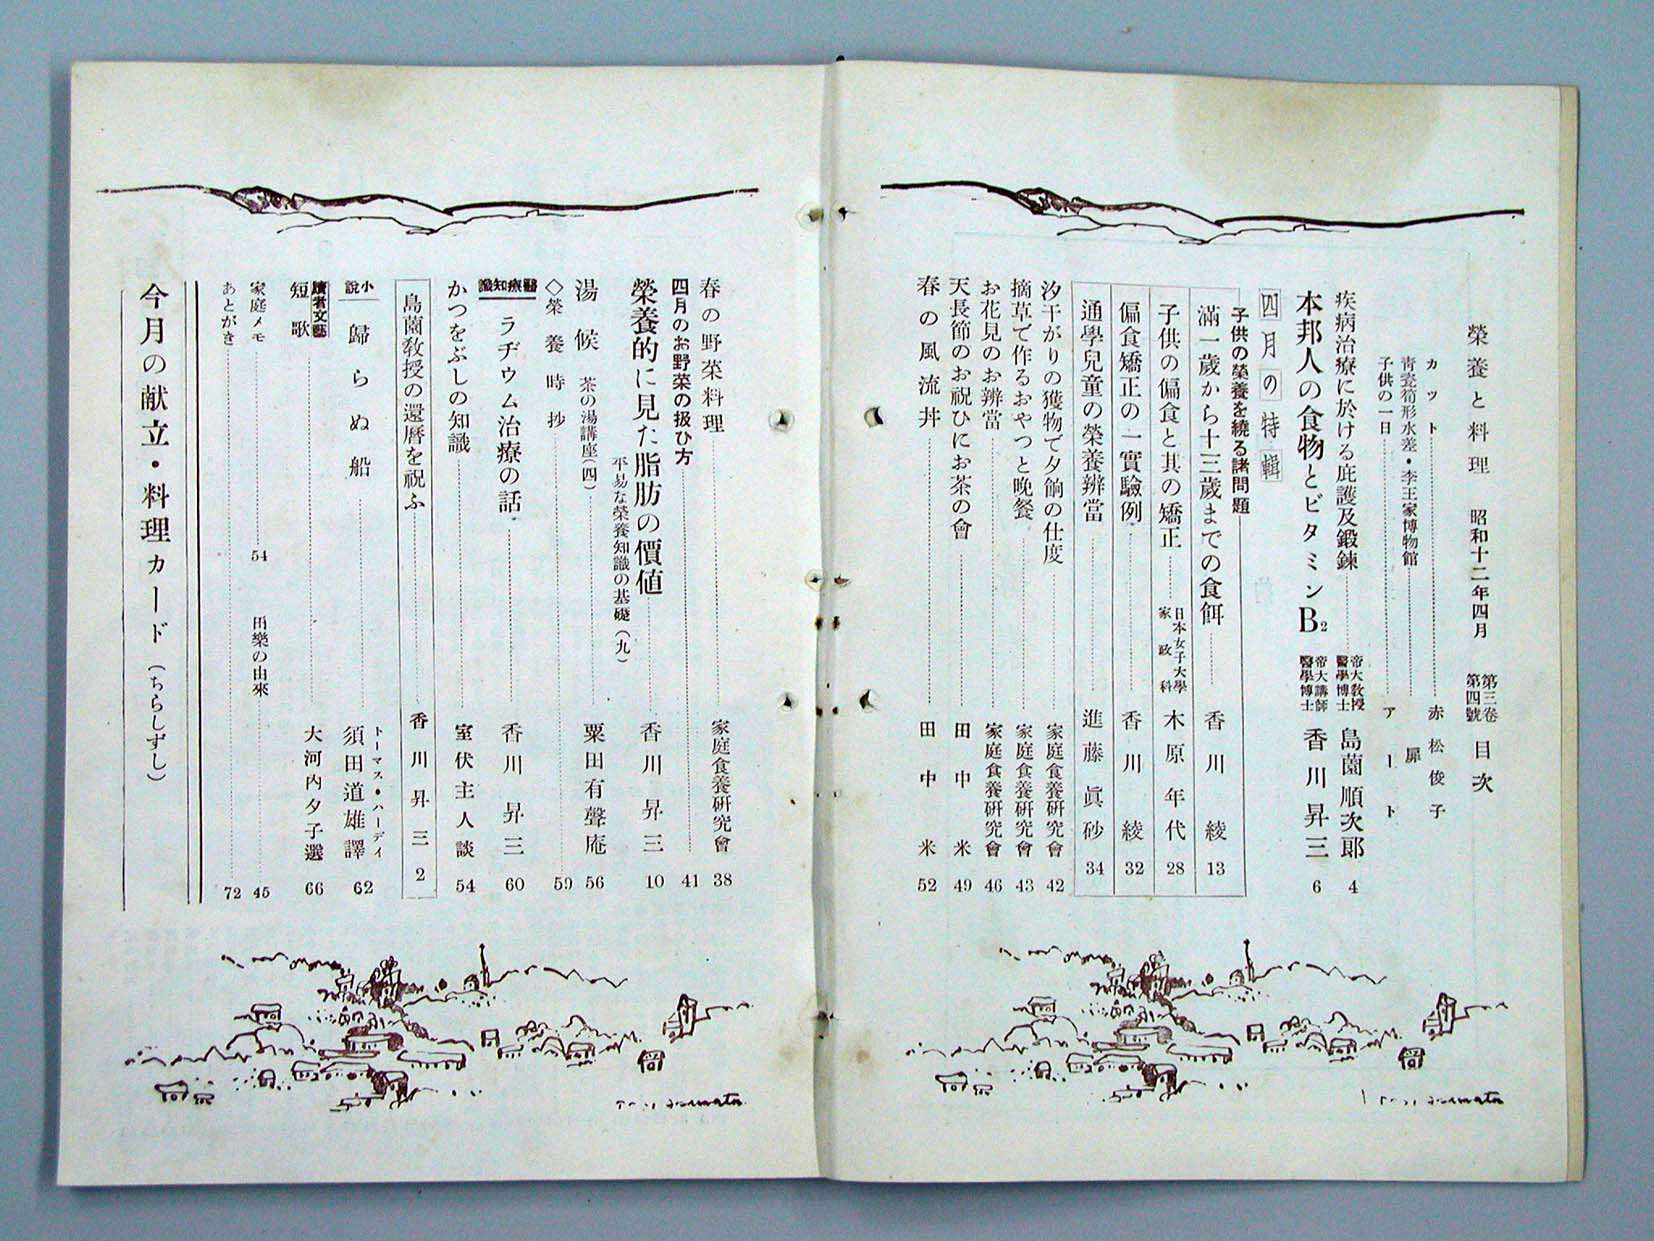 榮養と料理 昭和十二年四月 第三卷第四號 目次
カット 赤松俊子
靑瓷筍形水差・李王家博物館 扉
子供の一日 アート
疾病治療に於ける庇護及鍛鍊 帝大敎授醫學博士 島薗順次郎 4
本邦人の食物とビタミンB2 帝大講師醫學博士 香川昇三 6
四月の特輯
子供の榮養を繞る諸問題
滿一歲から十三歲までの食餌 香川綾 13
子供の偏食と其の矯正 日本女子大學家政科 木原年代 28
偏食矯正の一實驗例 香川綾 32
通學兒童の榮養辨當 進藤眞砂 34
汐干がりの獲物で夕餉の仕度 家庭食養硏究會 42
摘草で作るおやつと晩餐 家庭食養硏究會 43
お花見のお辨當 家庭食養硏究會 46
天長節のお祝ひにお茶の會 田中米 49
春の風流丼 田中米 52
春の野菜料理 家庭食養硏究會 38
四月のお野菜の扱ひ方 41
榮養的に見た脂肪の價値 香川昇三 10
平易な榮養知識の基礎(九)
湯候 茶の湯講座(四) 粟田有聲庵 56
◇榮養時抄 59
醫療知識 ラヂウム治療の話 香川昇三 60
かつをぶしの知識 室伏主人談 54
島薗敎授の還曆を祝ふ 香川昇三 2
小說 歸らぬ船 トーマス・ハーディ 須田道雄譯 62
讀者文藝 短歌 大河內夕子選 66
家庭メモ 54 田樂の由來 45
あとがき 72
今月の献立・料理カード(ちらしずし)